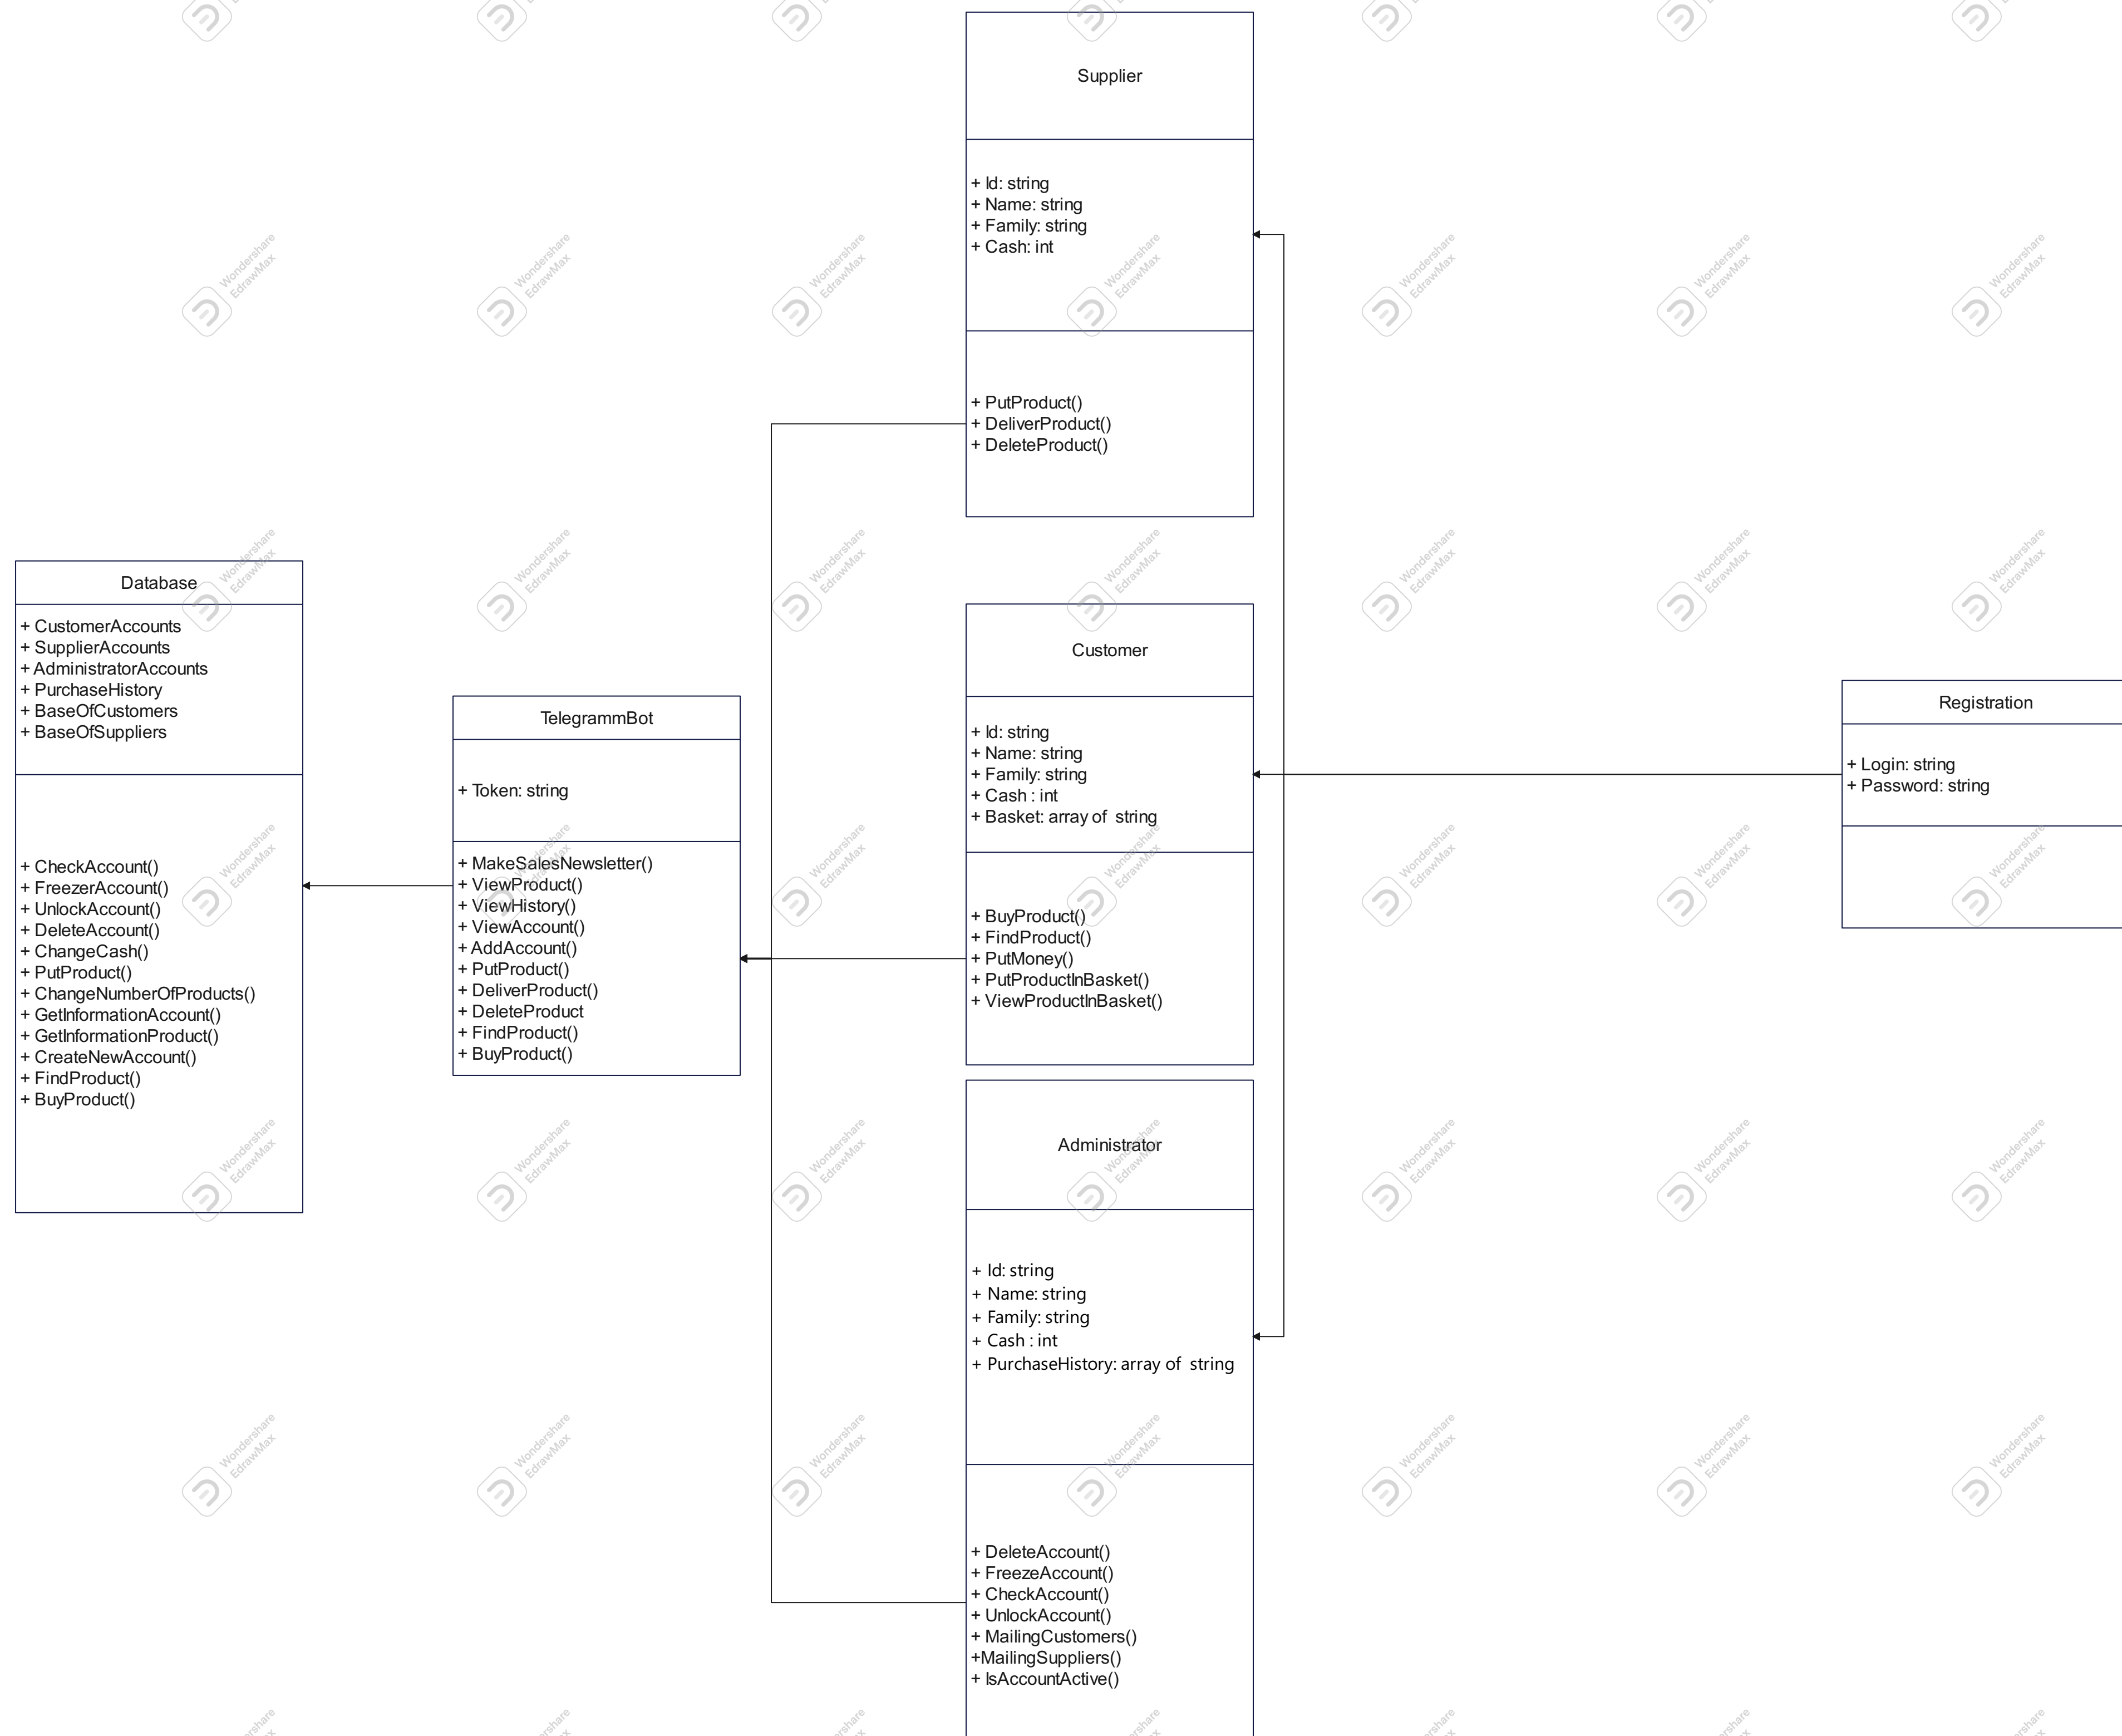 Supplier
+ Id: string
+ Name: string
+ Family: string
+ Cash: int
+ PutProduct()
+ DeliverProduct()
+ DeleteProduct()
Database
+ CustomerAccounts
+ SupplierAccounts
+ AdministratorAccounts
+ PurchaseHistory
+ BaseOfCustomers
+ BaseOfSuppliers
+ CheckAccount()
+ FreezerAccount()
+ UnlockAccount()
+ DeleteAccount()
+ ChangeCash()
+ PutProduct()
+ ChangeNumberOfProducts()
+ GetInformationAccount()
+ GetInformationProduct()
+ CreateNewAccount()
+ FindProduct()
+ BuyProduct()
TelegrammBot
+ Token: string
+ MakeSalesNewsletter()
+ ViewProduct()
+ ViewHistory()
+ ViewAccount()
+ AddAccount()
+ PutProduct()
+ DeliverProduct()
+ DeleteProduct
+ FindProduct()
+ BuyProduct()
Customer
+ Id: string
+ Name: string
+ Family: string
+ Cash : int
+ Basket: array of  string
+ BuyProduct()
+ FindProduct()
+ PutMoney()
+ PutProductInBasket()
+ ViewProductInBasket()
Registration
+ Login: string
+ Password: string
Administrator
+ Id: string
+ Name: string
+ Family: string
+ Cash : int
+ PurchaseHistory: array of  string
+ DeleteAccount()
+ FreezeAccount()
+ CheckAccount()
+ UnlockAccount()
+ MailingCustomers()
+MailingSuppliers()
+ IsAccountActive()
Wondershare
EdrawMax